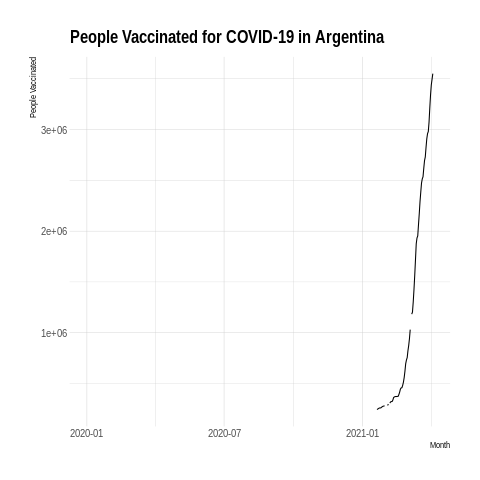 People Vaccinated for COVID-19 in Argentina
People Vaccinated
3e+06
2e+06
1e+06
2020-01 2020-07 2021-01
Month